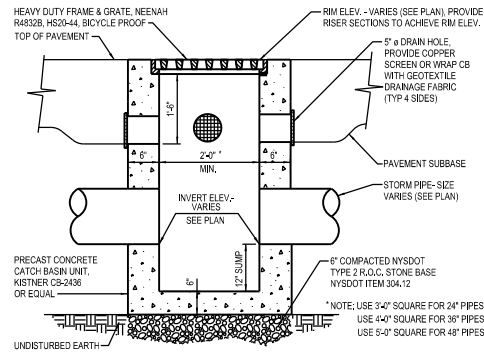 HEAVY DUTY FRAME & GRATE, NEENAH
R4832B, HS20-44, BICYCLE PROOF
TOP OF PAVEMENT
RIM ELEV. - VARIES (SEE PLAN), PROVIDE
RISER SECTIONS TO ACHIEVE RIM ELEV.
5" ø DRAIN HOLE,
PROVIDE COPPER
SCREEN OR WRAP CB
WITH GEOTEXTILE
DRAINAGE FABRIC
(TYP 4 SIDES)
1'-6"
6"
2'-0" *
MIN.
6"
PAVEMENT SUBBASE
STORM PIPE- SIZE
VARIES (SEE PLAN)
INVERT ELEV.-
VARIES
SEE PLAN
12" SUMP
6"
PRECAST CONCRETE
CATCH BASIN UNIT,
KISTNER CB-2436
OR EQUAL
6" COMPACTED NYSDOT
TYPE 2 R.O.C. STONE BASE
NYSDOT ITEM 304.12
* NOTE: USE 3'-0" SQUARE FOR 24" PIPES
USE 4'-0" SQUARE FOR 36" PIPES
USE 5'-0" SQUARE FOR 48" PIPES
UNDISTURBED EARTH